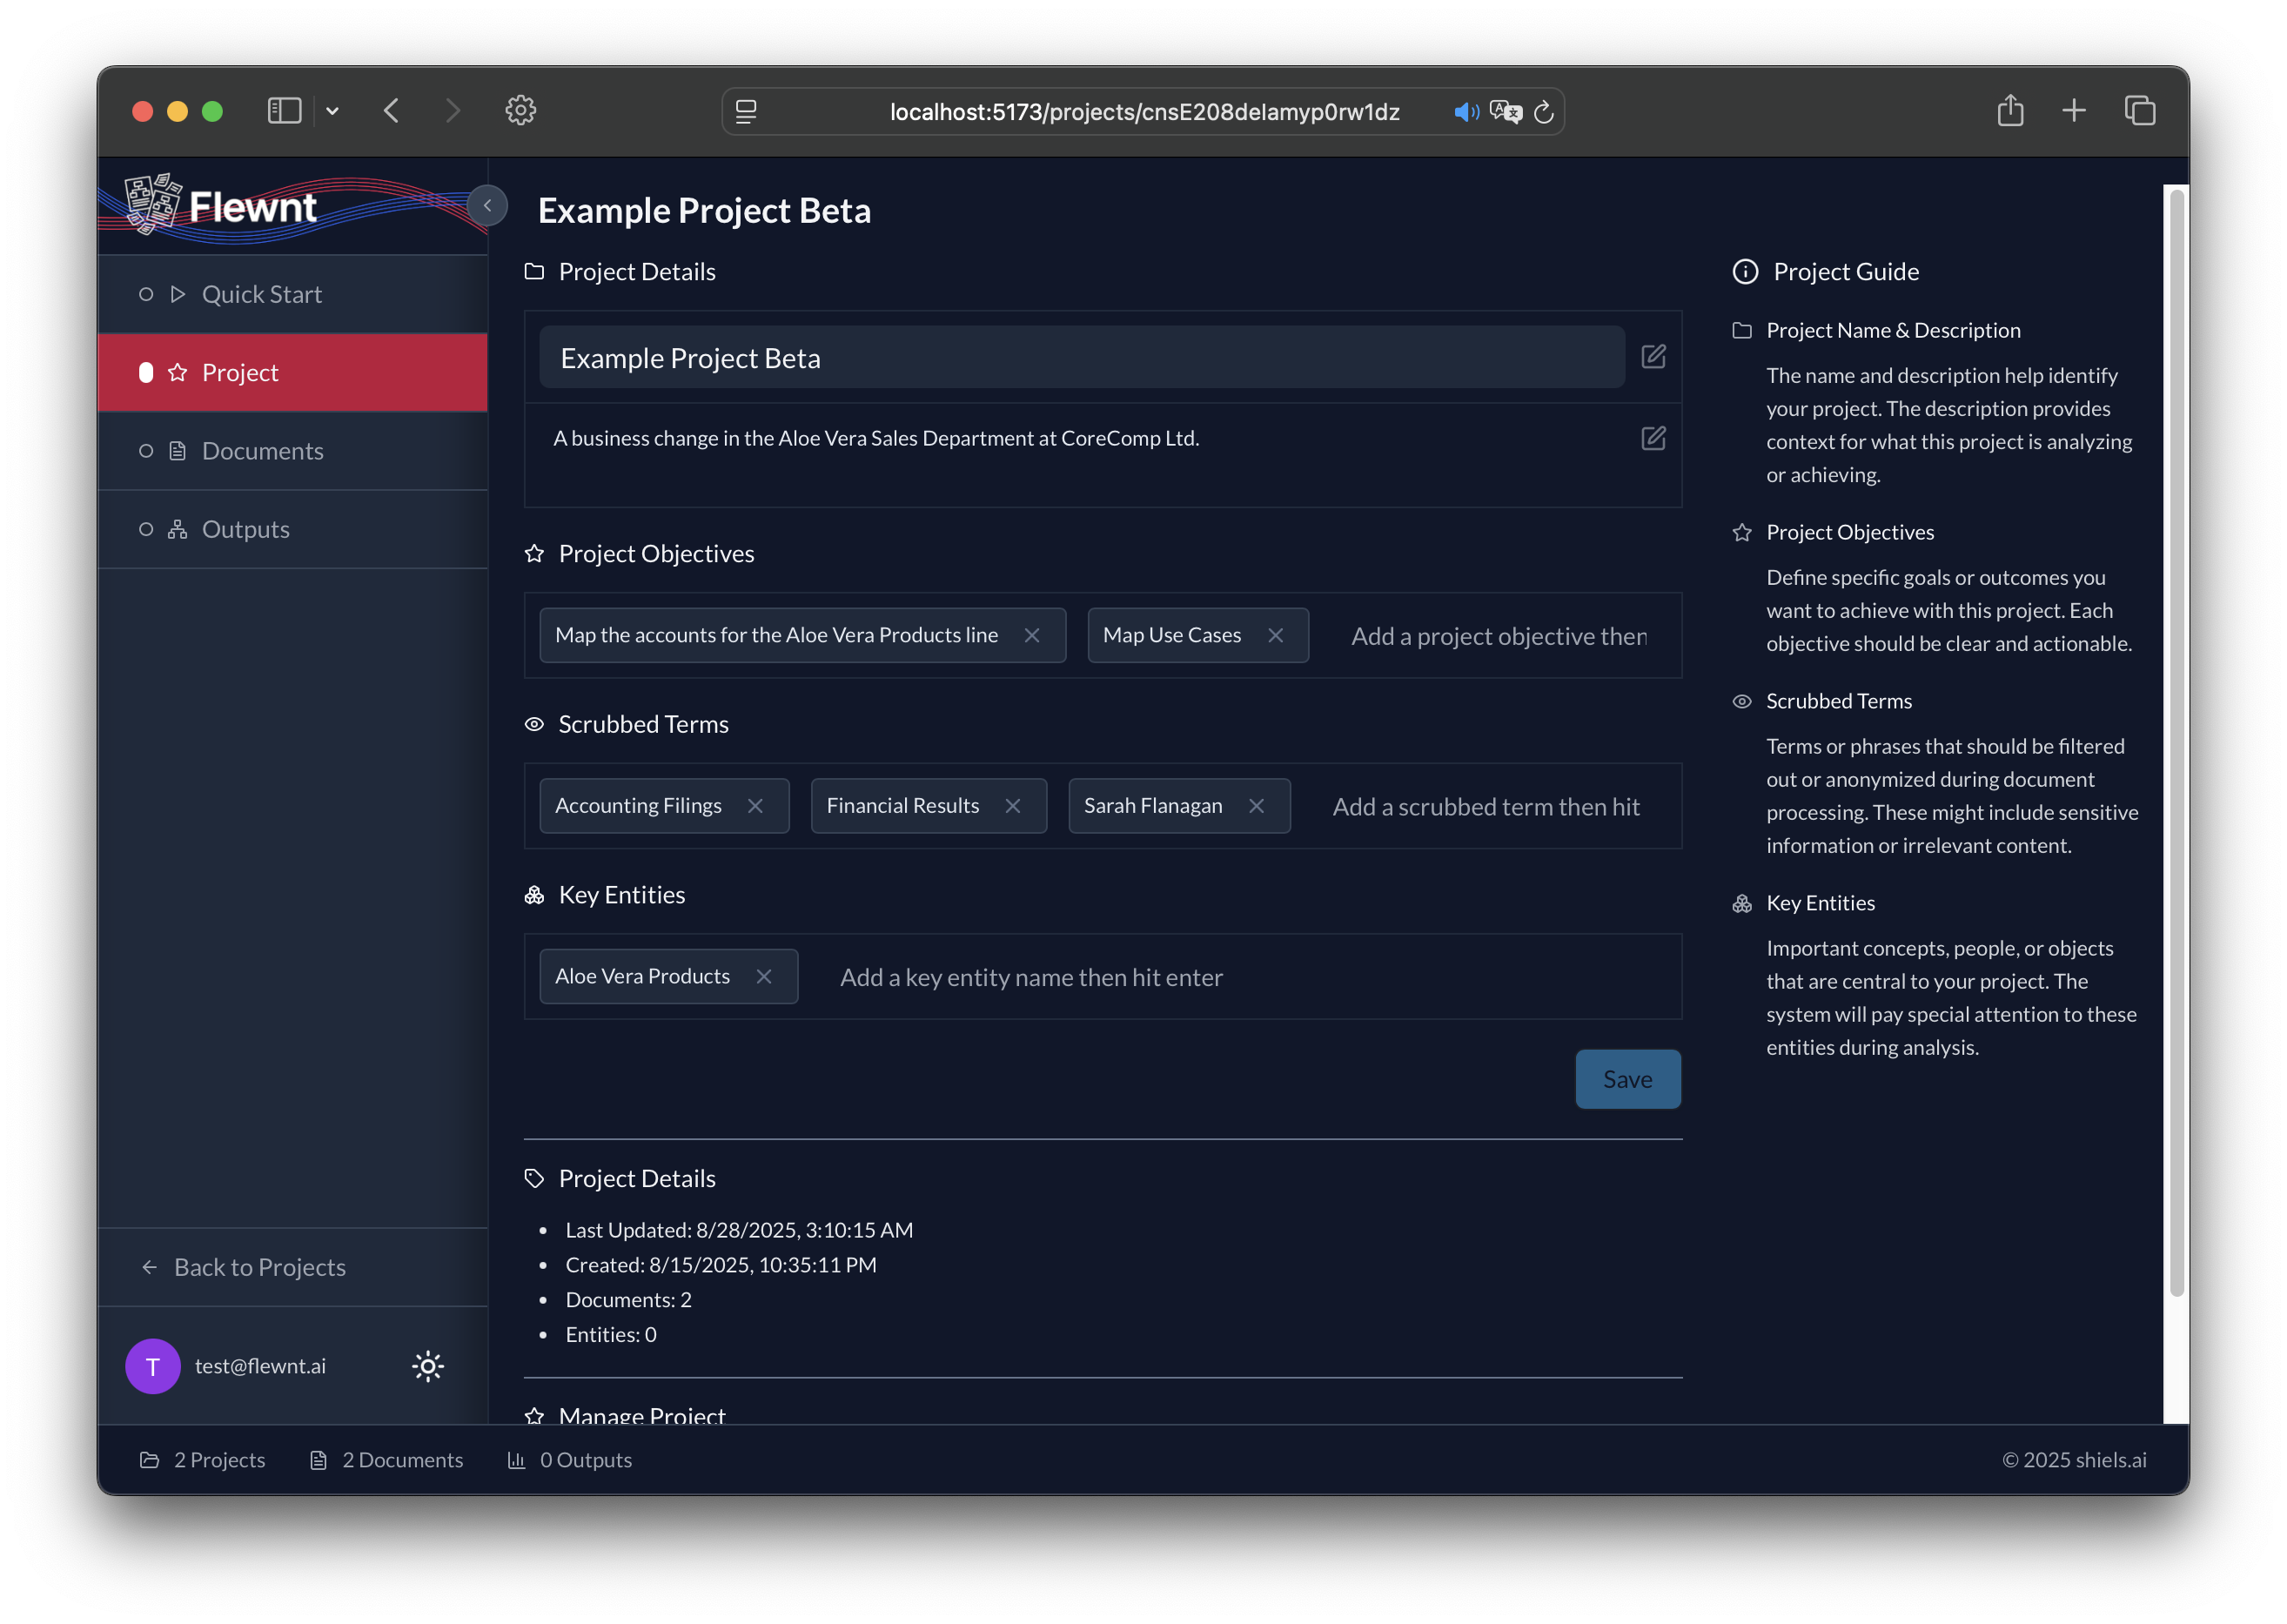 localhost:5173/projects/cnsE208delamyp0rw1dz
Flewnt
Quick Start
Project
Documents
Outputs
Back to Projects
T
test@flewnt.ai
Example Project Beta
Project Details
Example Project Beta
A business change in the Aloe Vera Sales Department at CoreComp Ltd.
Project Objectives
Map the accounts for the Aloe Vera Products line
Map Use Cases
Add a project objective then
Scrubbed Terms
Accounting Filings
Financial Results
Sarah Flanagan
Add a scrubbed term then hit
Key Entities
Aloe Vera Products
Add a key entity name then hit enter
Save
Project Details
Last Updated: 8/28/2025, 3:10:15 AM
Created: 8/15/2025, 10:35:11 PM
Documents: 2
Entities: 0
Manage Project
Project Guide
Project Name & Description
The name and description help identify
your project. The description provides
context for what this project is analyzing
or achieving.
Project Objectives
Define specific goals or outcomes you
want to achieve with this project. Each
objective should be clear and actionable.
Scrubbed Terms
Terms or phrases that should be filtered
out or anonymized during document
processing. These might include sensitive
information or irrelevant content.
Key Entities
Important concepts, people, or objects
that are central to your project. The
system will pay special attention to these
entities during analysis.
2 Projects
2 Documents
0 Outputs
© 2025 shiels.ai